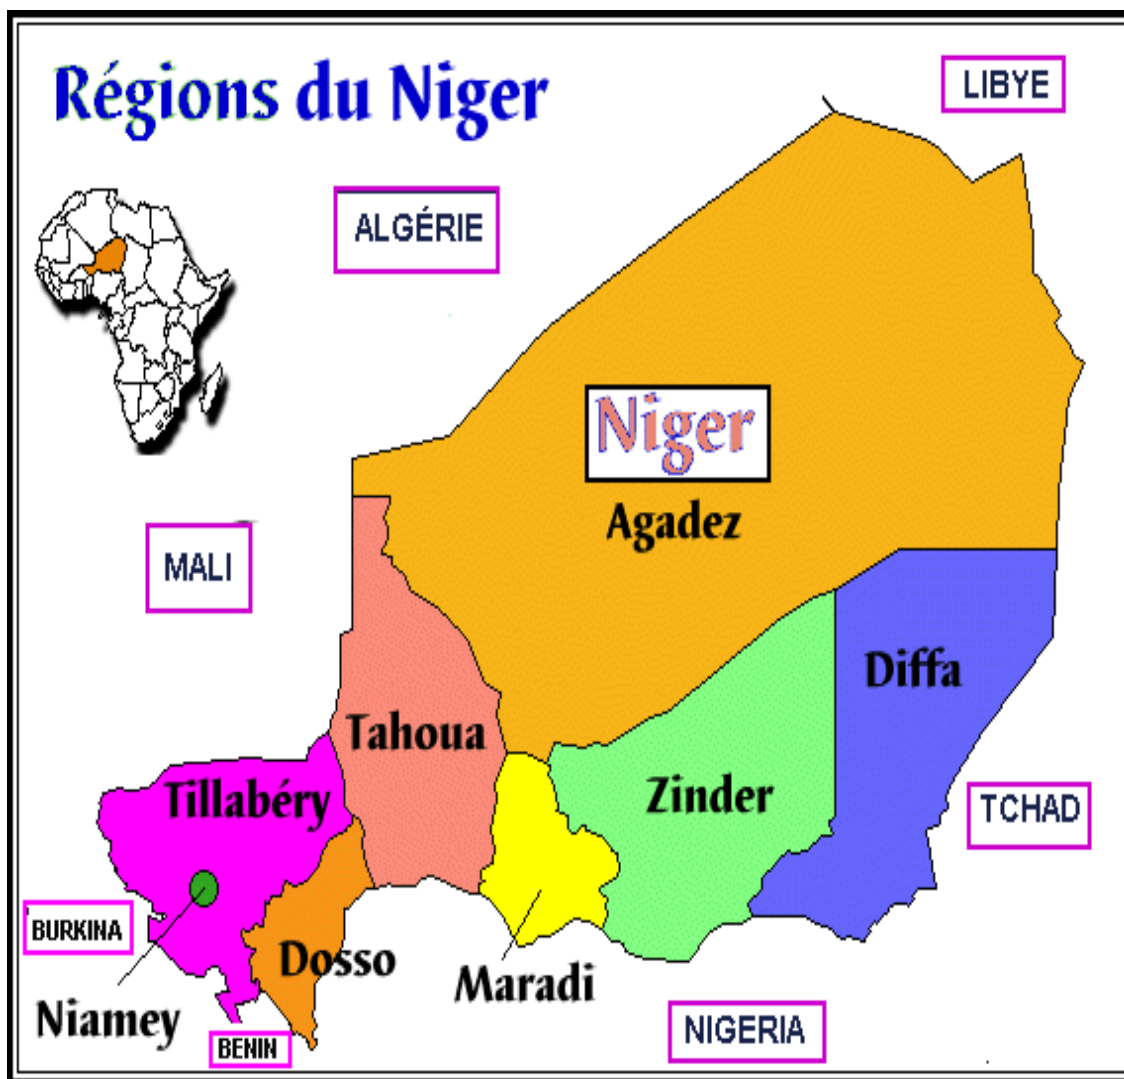 Régions du Niger
LIBYE
ALGÉRIE
Niger
Agadez
MALI
Diffa
Tahoua
Zinder
Tillabéry
TCHAD
BURKINA
Dosso
Maradi
Niamey
NIGERIA
BENIN